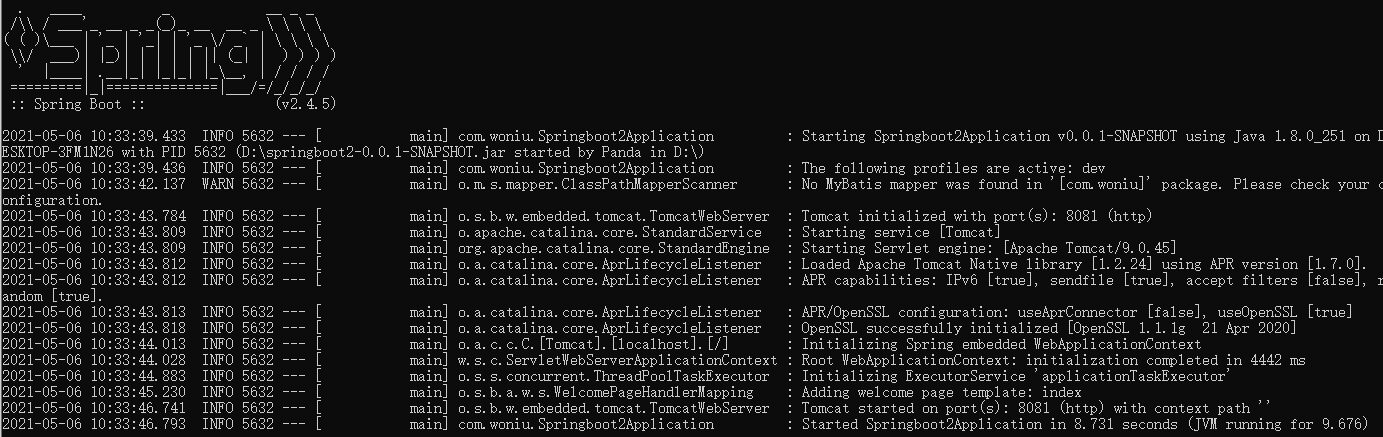 :: Spring Boot ::                (v2.4.5)
2021-05-06 10:33:39.433  INFO 5632 --- [           main] com.woniu.Springboot2Application         : Starting Springboot2Application v0.0.1-SNAPSHOT using Java 1.8.0_251 on D
ESKTOP-3FM1N26 with PID 5632 (D:\springboot2-0.0.1-SNAPSHOT.jar started by Panda in D:\)
2021-05-06 10:33:39.436  INFO 5632 --- [           main] com.woniu.Springboot2Application         : The following profiles are active: dev
2021-05-06 10:33:42.137  WARN 5632 --- [           main] o.m.s.mapper.ClassPathMapperScanner      : No MyBatis mapper was found in '[com.woniu]' package. Please check your c
onfiguration.
2021-05-06 10:33:43.784  INFO 5632 --- [           main] o.s.b.w.embedded.tomcat.TomcatWebServer  : Tomcat initialized with port(s): 8081 (http)
2021-05-06 10:33:43.809  INFO 5632 --- [           main] o.apache.catalina.core.StandardService   : Starting service [Tomcat]
2021-05-06 10:33:43.809  INFO 5632 --- [           main] org.apache.catalina.core.StandardEngine  : Starting Servlet engine: [Apache Tomcat/9.0.45]
2021-05-06 10:33:43.812  INFO 5632 --- [           main] o.a.catalina.core.AprLifecycleListener   : Loaded Apache Tomcat Native library [1.2.24] using APR version [1.7.0].
2021-05-06 10:33:43.812  INFO 5632 --- [           main] o.a.catalina.core.AprLifecycleListener   : APR capabilities: IPv6 [true], sendfile [true], accept filters [false], r
andom [true].
2021-05-06 10:33:43.813  INFO 5632 --- [           main] o.a.catalina.core.AprLifecycleListener   : APR/OpenSSL configuration: useAprConnector [false], useOpenSSL [true]
2021-05-06 10:33:43.818  INFO 5632 --- [           main] o.a.catalina.core.AprLifecycleListener   : OpenSSL successfully initialized [OpenSSL 1.1.1g  21 Apr 2020]
2021-05-06 10:33:44.013  INFO 5632 --- [           main] o.a.c.c.C.[Tomcat].[localhost].[/]       : Initializing Spring embedded WebApplicationContext
2021-05-06 10:33:44.028  INFO 5632 --- [           main] w.s.c.ServletWebServerApplicationContext : Root WebApplicationContext: initialization completed in 4442 ms
2021-05-06 10:33:44.883  INFO 5632 --- [           main] o.s.s.concurrent.ThreadPoolTaskExecutor  : Initializing ExecutorService 'applicationTaskExecutor'
2021-05-06 10:33:45.230  INFO 5632 --- [           main] o.s.b.a.w.s.WelcomePageHandlerMapping    : Adding welcome page template: index
2021-05-06 10:33:46.741  INFO 5632 --- [           main] o.s.b.w.embedded.tomcat.TomcatWebServer  : Tomcat started on port(s): 8081 (http) with context path ''
2021-05-06 10:33:46.793  INFO 5632 --- [           main] com.woniu.Springboot2Application         : Started Springboot2Application in 8.731 seconds (JVM running for 9.676)